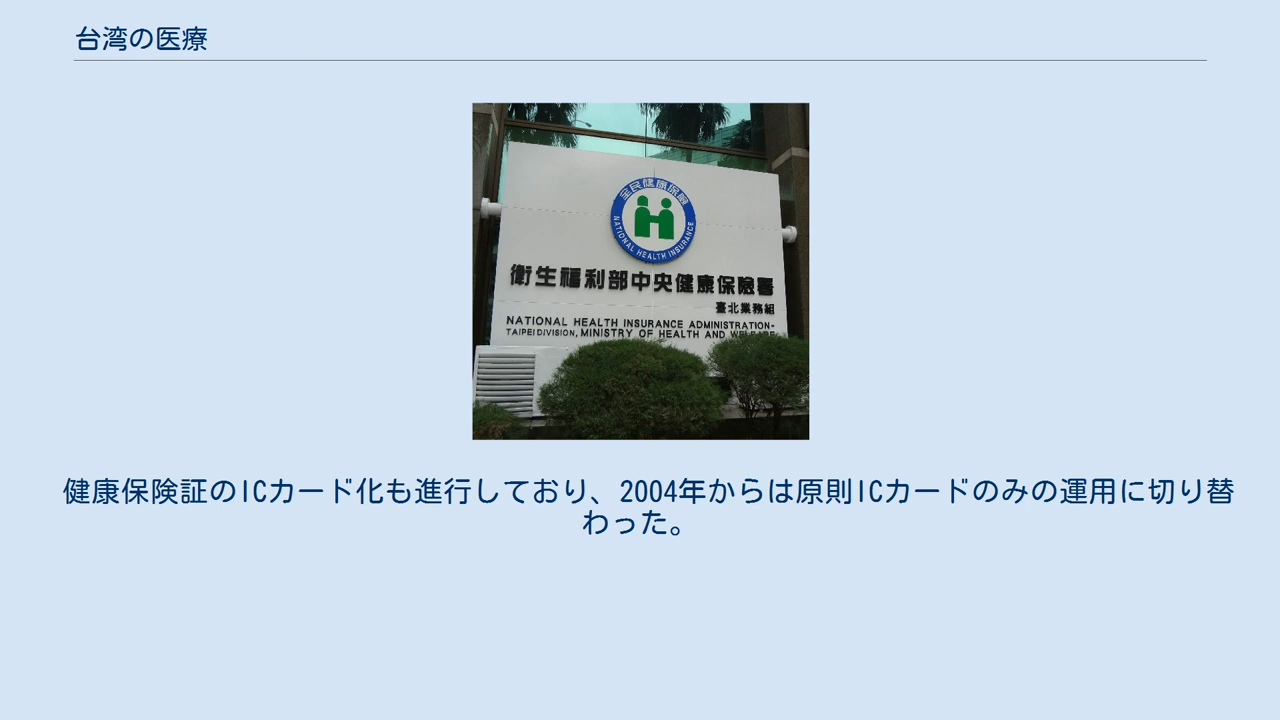 台湾の医療
全民健康保險
NATIONAL HEALTH INSURANCE
衛生福利部中央健康保險署
臺北業務組
NATIONAL HEALTH INSURANCE ADMINISTRATION-
TAIPEI DIVISION, MINISTRY OF HEALTH AND WELFARE
健康保険証のICカード化も進行しており、2004年からは原則ICカードのみの運用に切り替
わった。